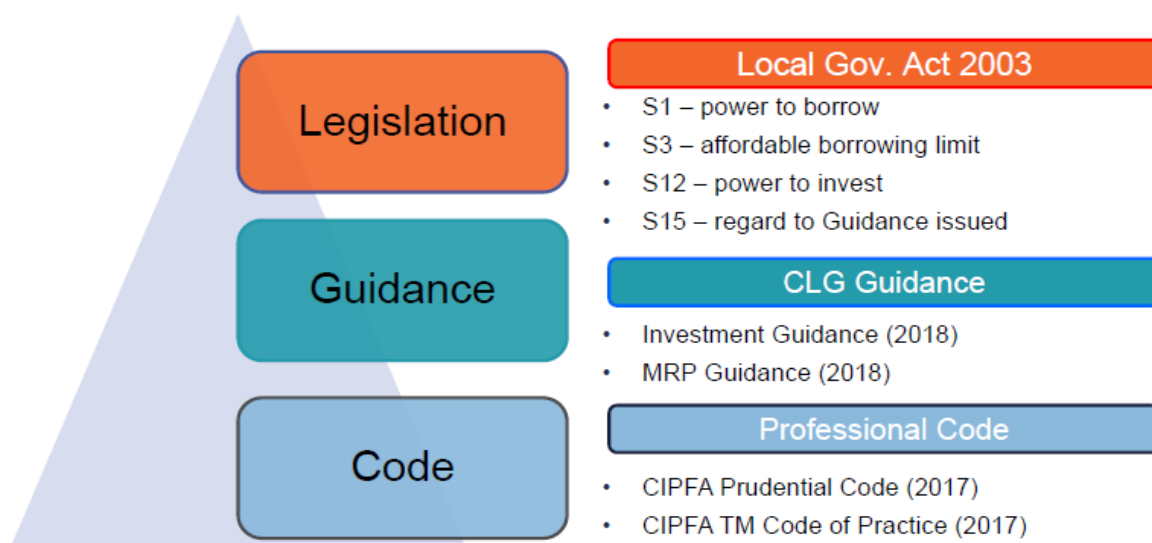 Legislation
Local Gov. Act 2003
• S1 – power to borrow
• S3 – affordable borrowing limit
• S12 – power to invest
• S15 – regard to Guidance issued
Guidance
CLG Guidance
• Investment Guidance (2018)
• MRP Guidance (2018)
Code
Professional Code
• CIPFA Prudential Code (2017)
• CIPFA TM Code of Practice (2017)